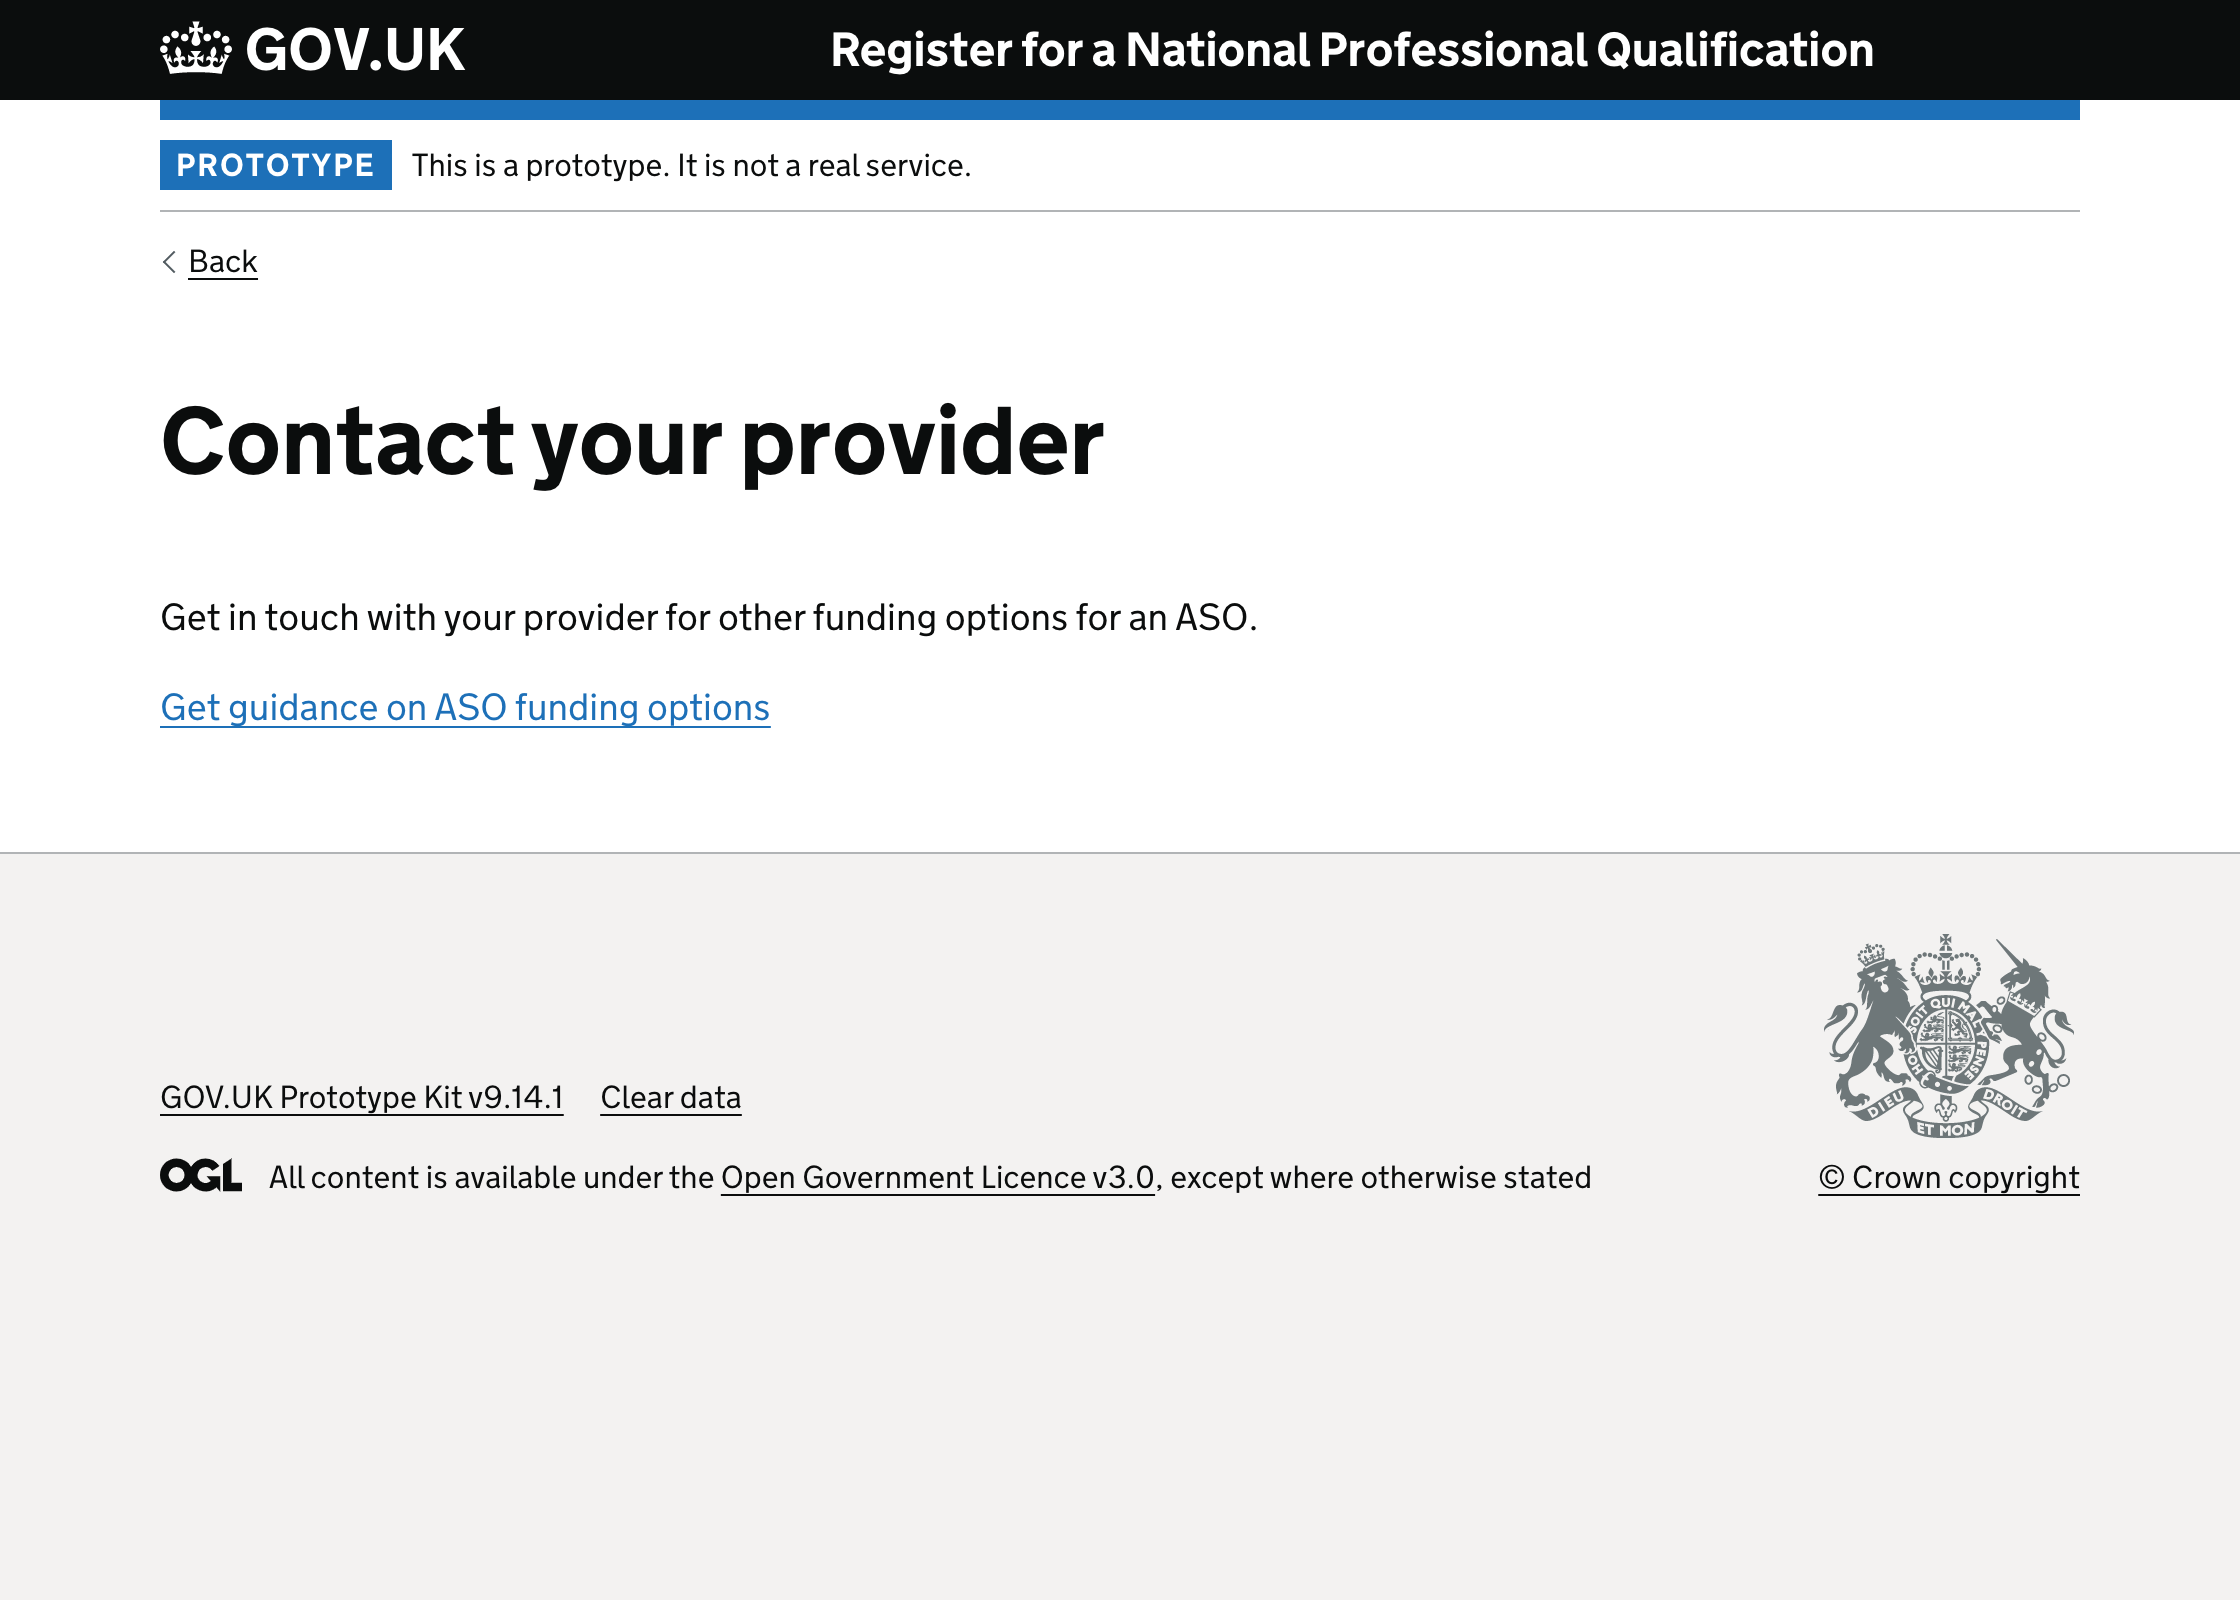 GOV.UK
Register for a National Professional Qualification
PROTOTYPE
This is a prototype. It is not a real service.
Back
Contact your provider
Get in touch with your provider for other funding options for an ASO.
Get guidance on ASO funding options
SOIT QUI MAL Y PENSE
HO
DIEU ET MON DROIT
GOV.UK Prototype Kit v9.14.1
Clear data
OGL
All content is available under the Open Government Licence v3.0, except where otherwise stated
© Crown copyright